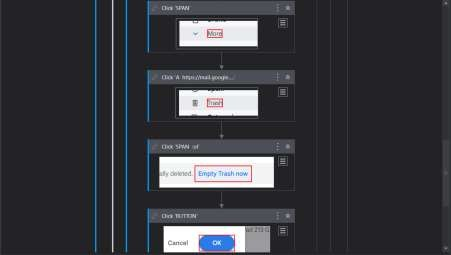 Click 'SPAN'
More
Click 'A https://mail.google...'
Trash
Click 'SPAN :of'
ally deleted. Empty Trash now
Click 'BUTTON'
Cancel OK